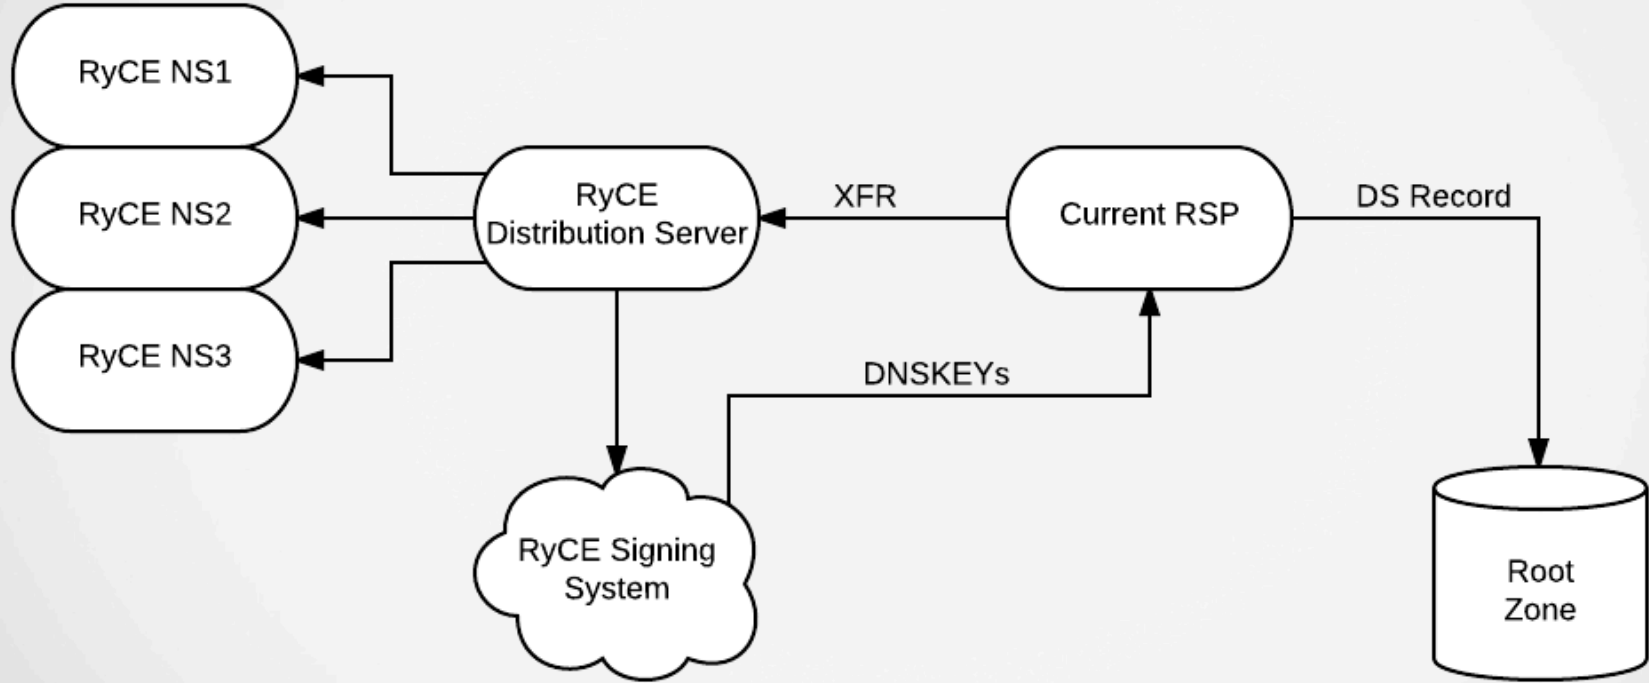 RyCE NS1
RyCE NS2
RyCE NS3
RyCE
Distribution Server
XFR
Current RSP
DS Record
DNSKEYs
RyCE Signing
System
Root
Zone